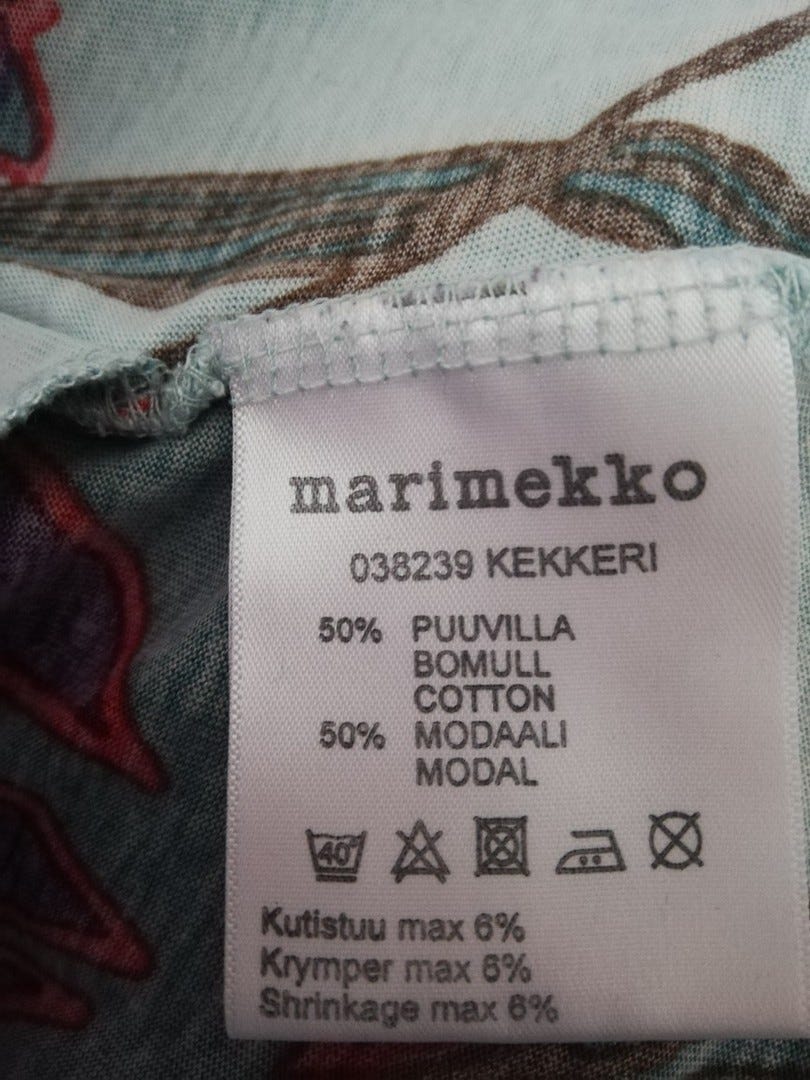 marimekko
038239 KEKKERI
50% PUUVILLA
BOMULL
COTTON
50% MODAALI
MODAL
40°
Kutistuu max 6%
Krymper max 6%
Shrinkage max 6%